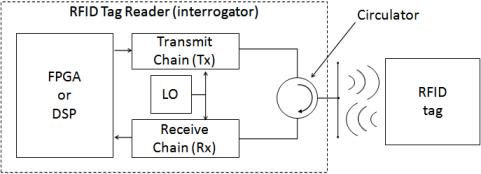 RFID Tag Reader (interrogator)
Circulator
Transmit
Chain (Tx)
FPGA
or
DSP
LO
RFID
tag
Receive
Chain (Rx)